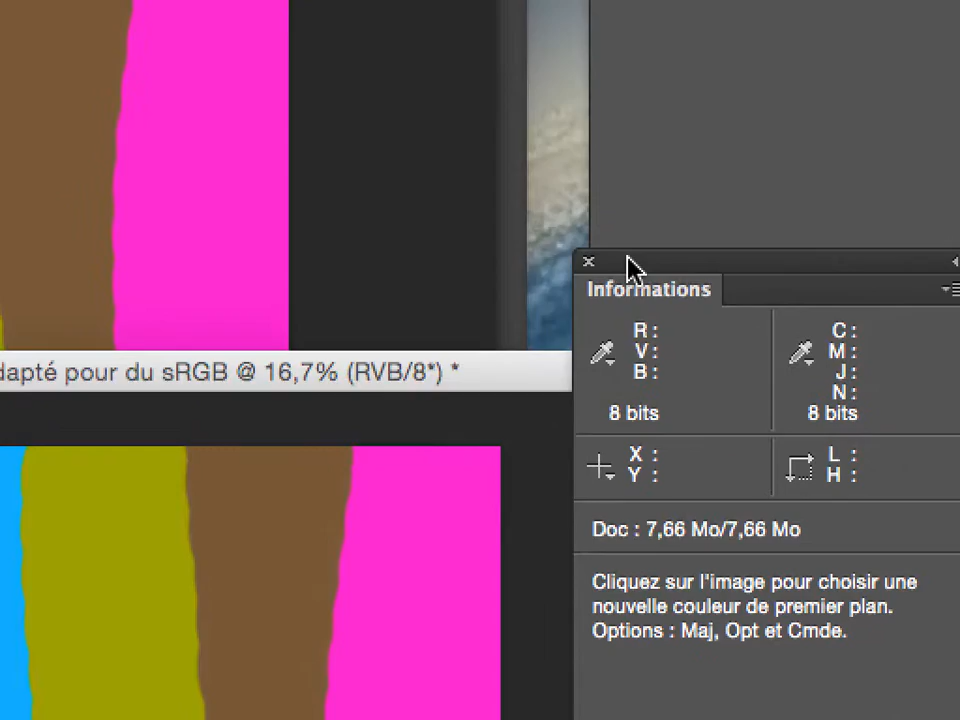 Informations
R :
V :
B :
8 bits
C :
M :
J :
N :
8 bits
dapté pour du sRGB @ 16,7% (RVB/8*) *
X :
Y :
L :
H :
Doc : 7,66 Mo/7,66 Mo
Cliquez sur l'image pour choisir une
nouvelle couleur de premier plan.
Options : Maj, Opt et Cmde.